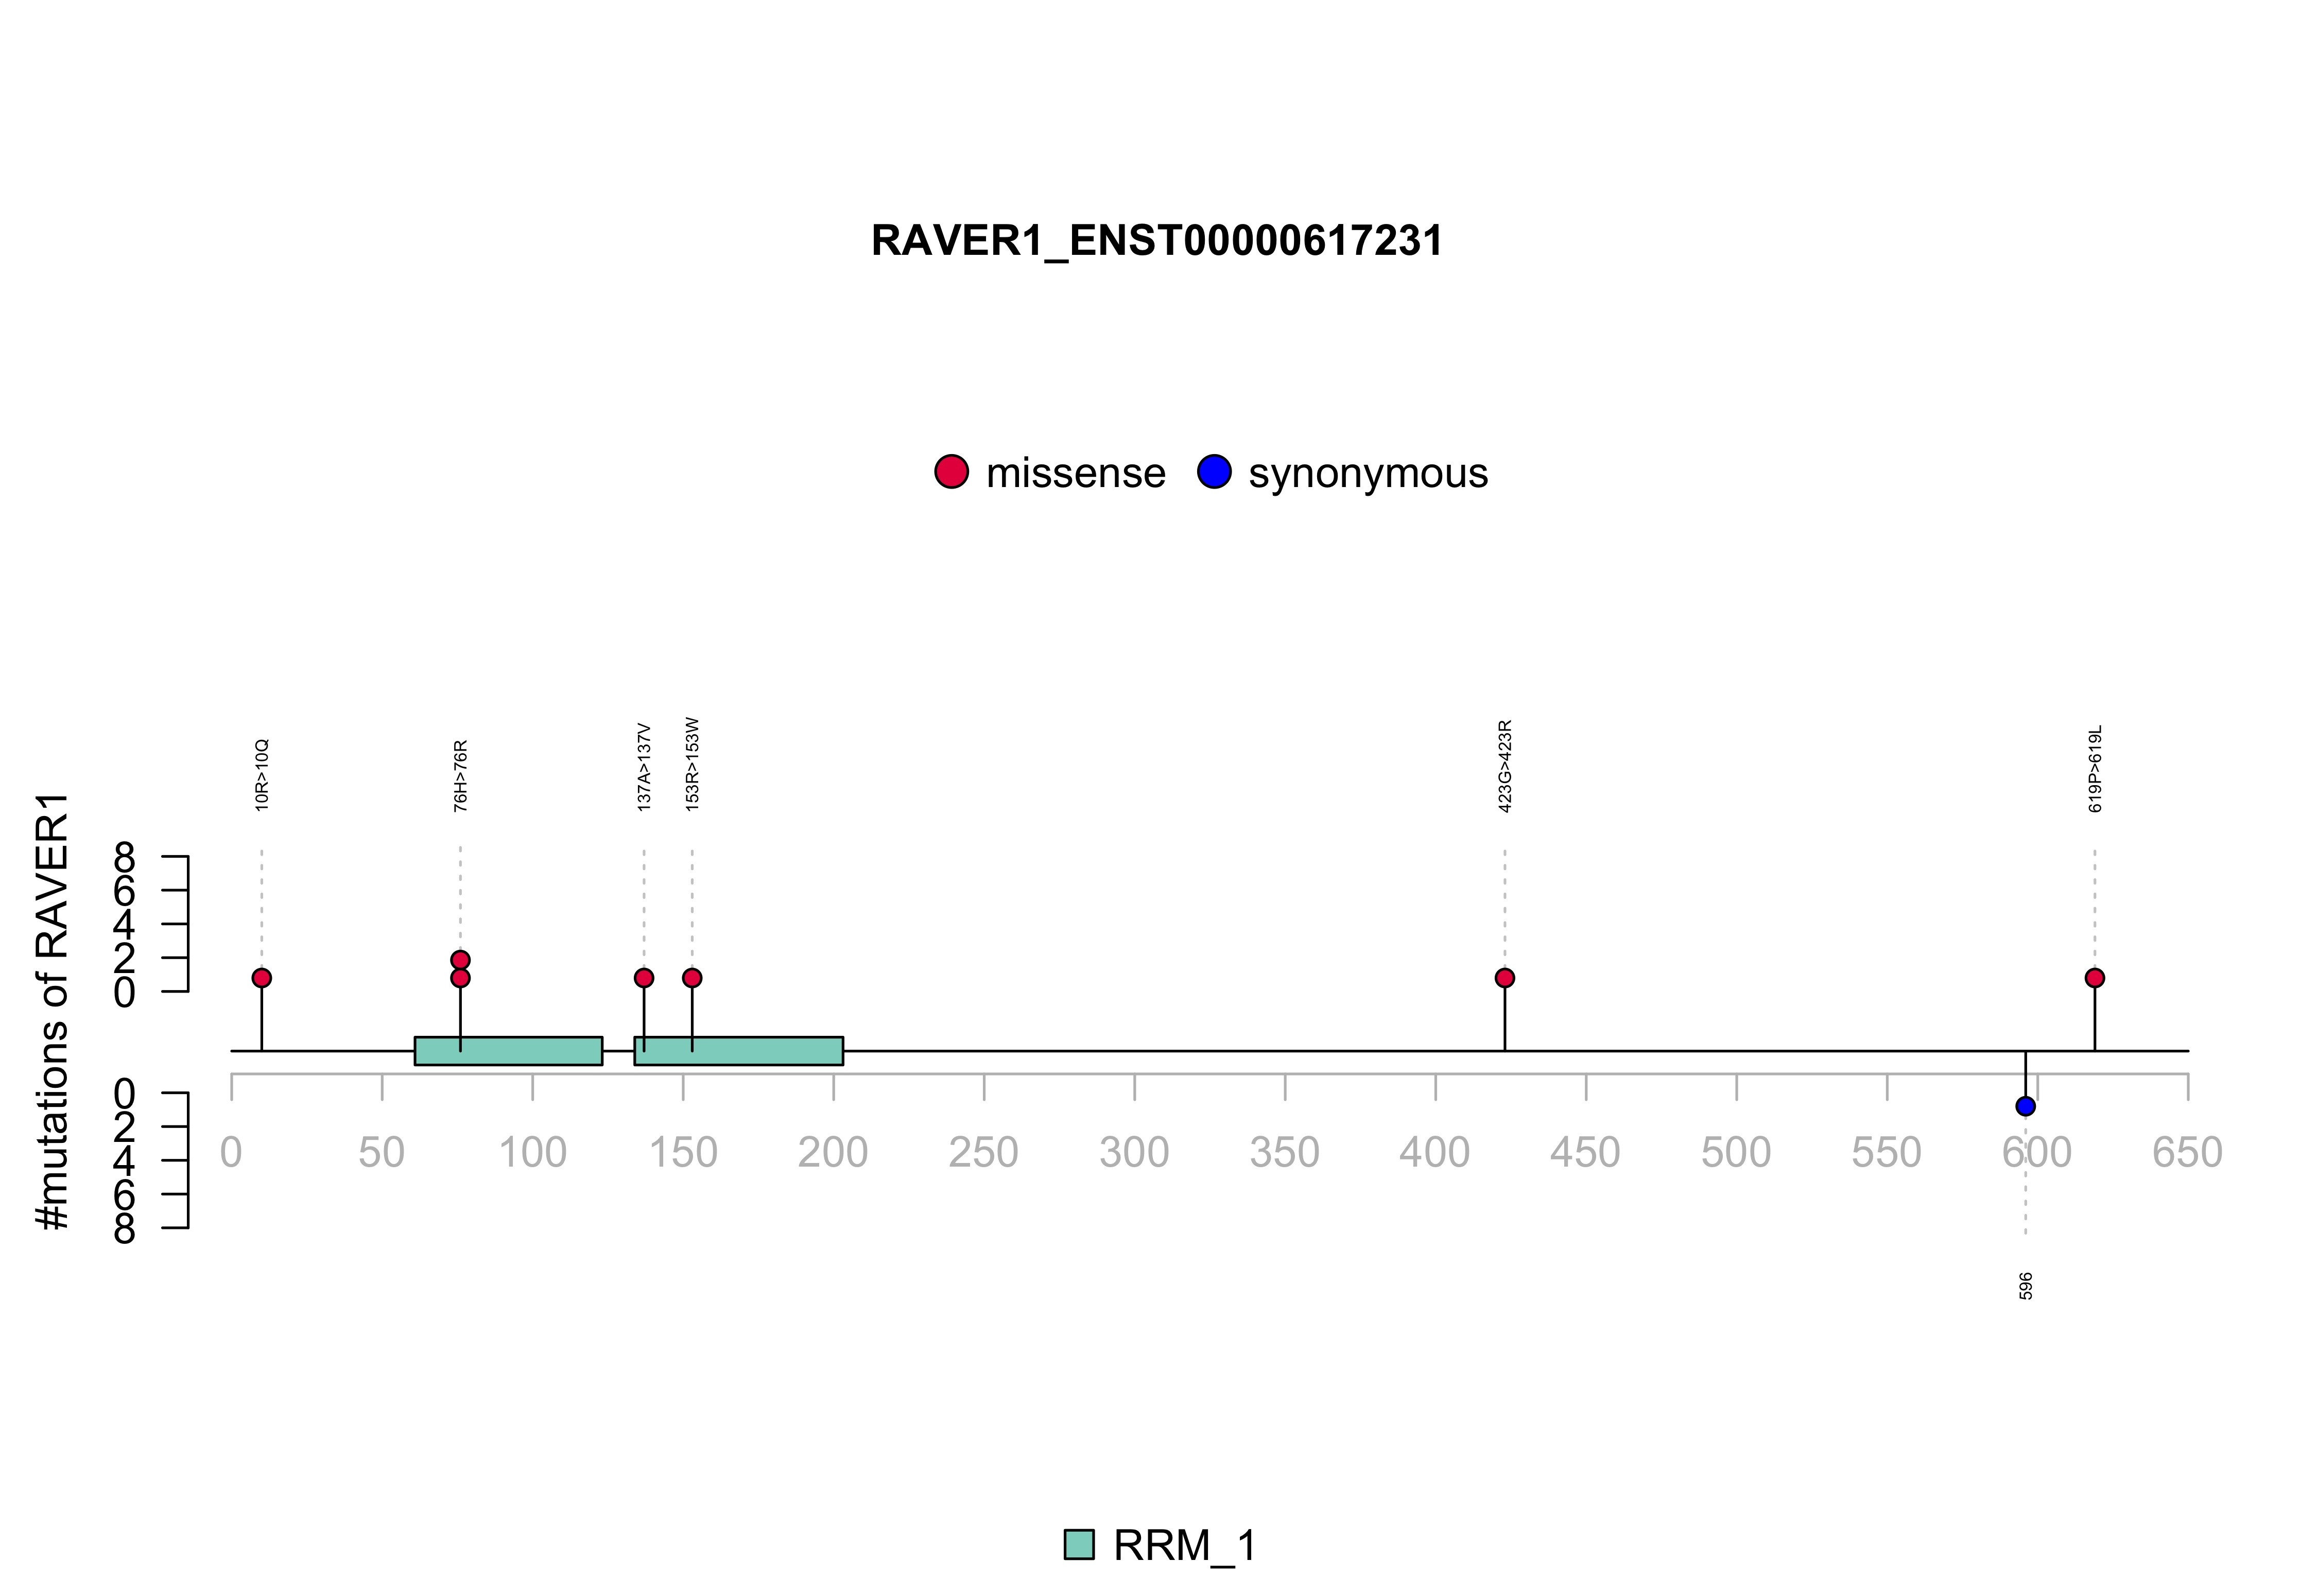 RAVER1_ENST00000617231
missense synonymous
10R>10Q
76H>76R
137A>137V
153R>153W
423G>423R
619P>619L
#mutations of RAVER1
8
6
4
2
0
0
2
4
6
8
0 50 100 150 200 250 300 350 400 450 500 550 600 650
596
RRM_1